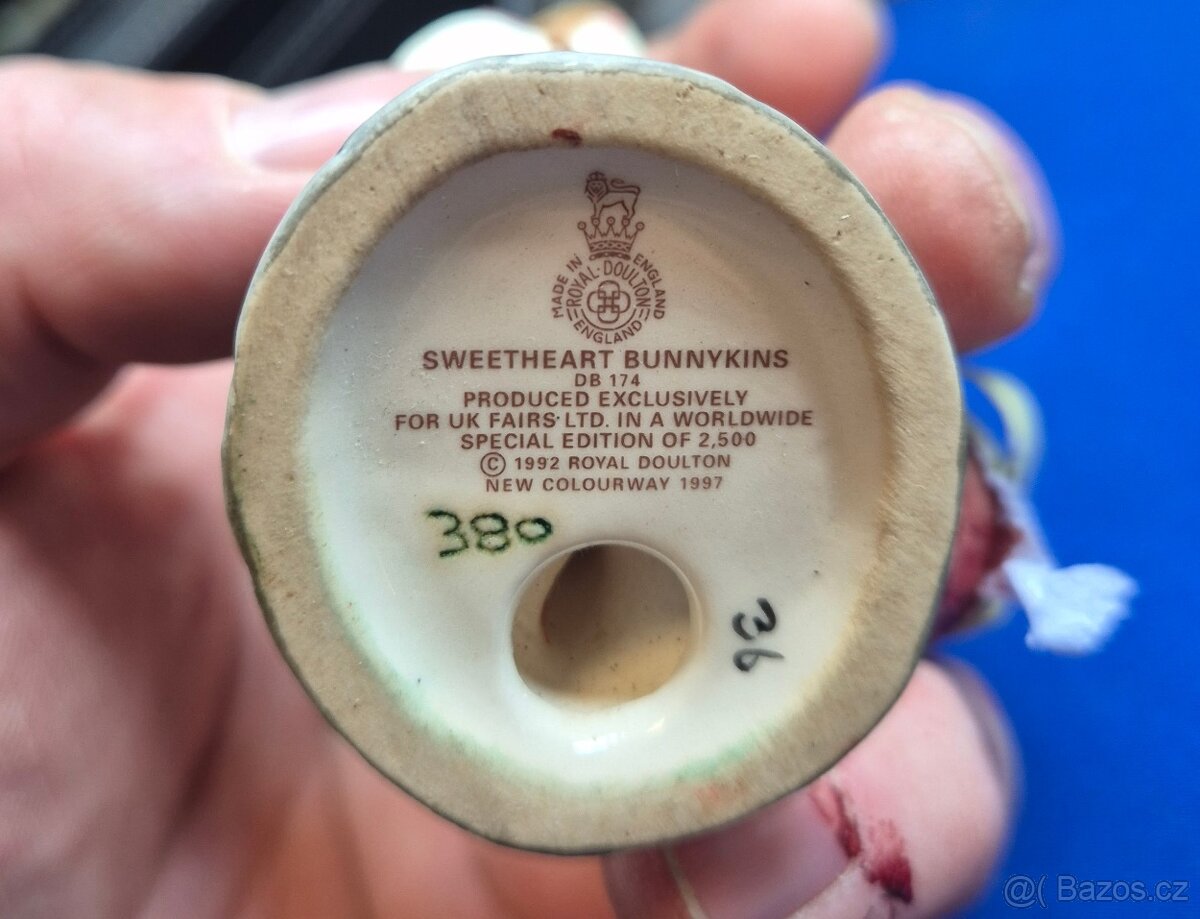 MADE IN ENGLAND
ROYAL·DOULTON
ENGLAND
SWEETHEART BUNNYKINS
DB 174
PRODUCED EXCLUSIVELY
FOR UK FAIRS LTD. IN A WORLDWIDE
SPECIAL EDITION OF 2,500
© 1992 ROYAL DOULTON
NEW COLOURWAY 1997
380
@( Bazos.cz